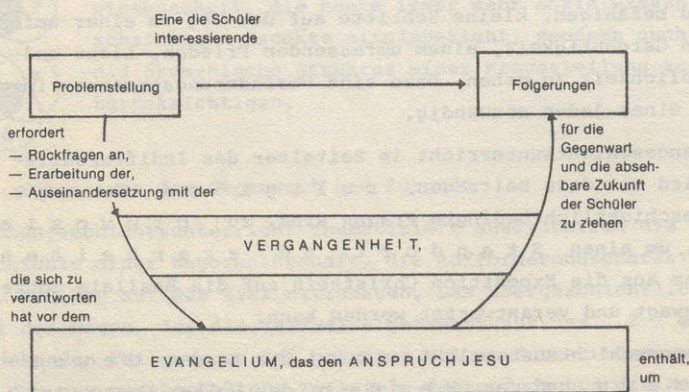 Eine die Schüler
inter-essierende
Problemstellung
Folgerungen
erfordert
— Rückfragen an,
— Erarbeitung der,
— Auseinandersetzung mit der
für die
Gegenwart
und die abseh-
bare Zukunft
der Schüler
zu ziehen
VERGANGENHEIT,
die sich zu
verantworten
hat vor dem
EVANGELIUM, das den ANSPRUCH JESU
enthält,
um